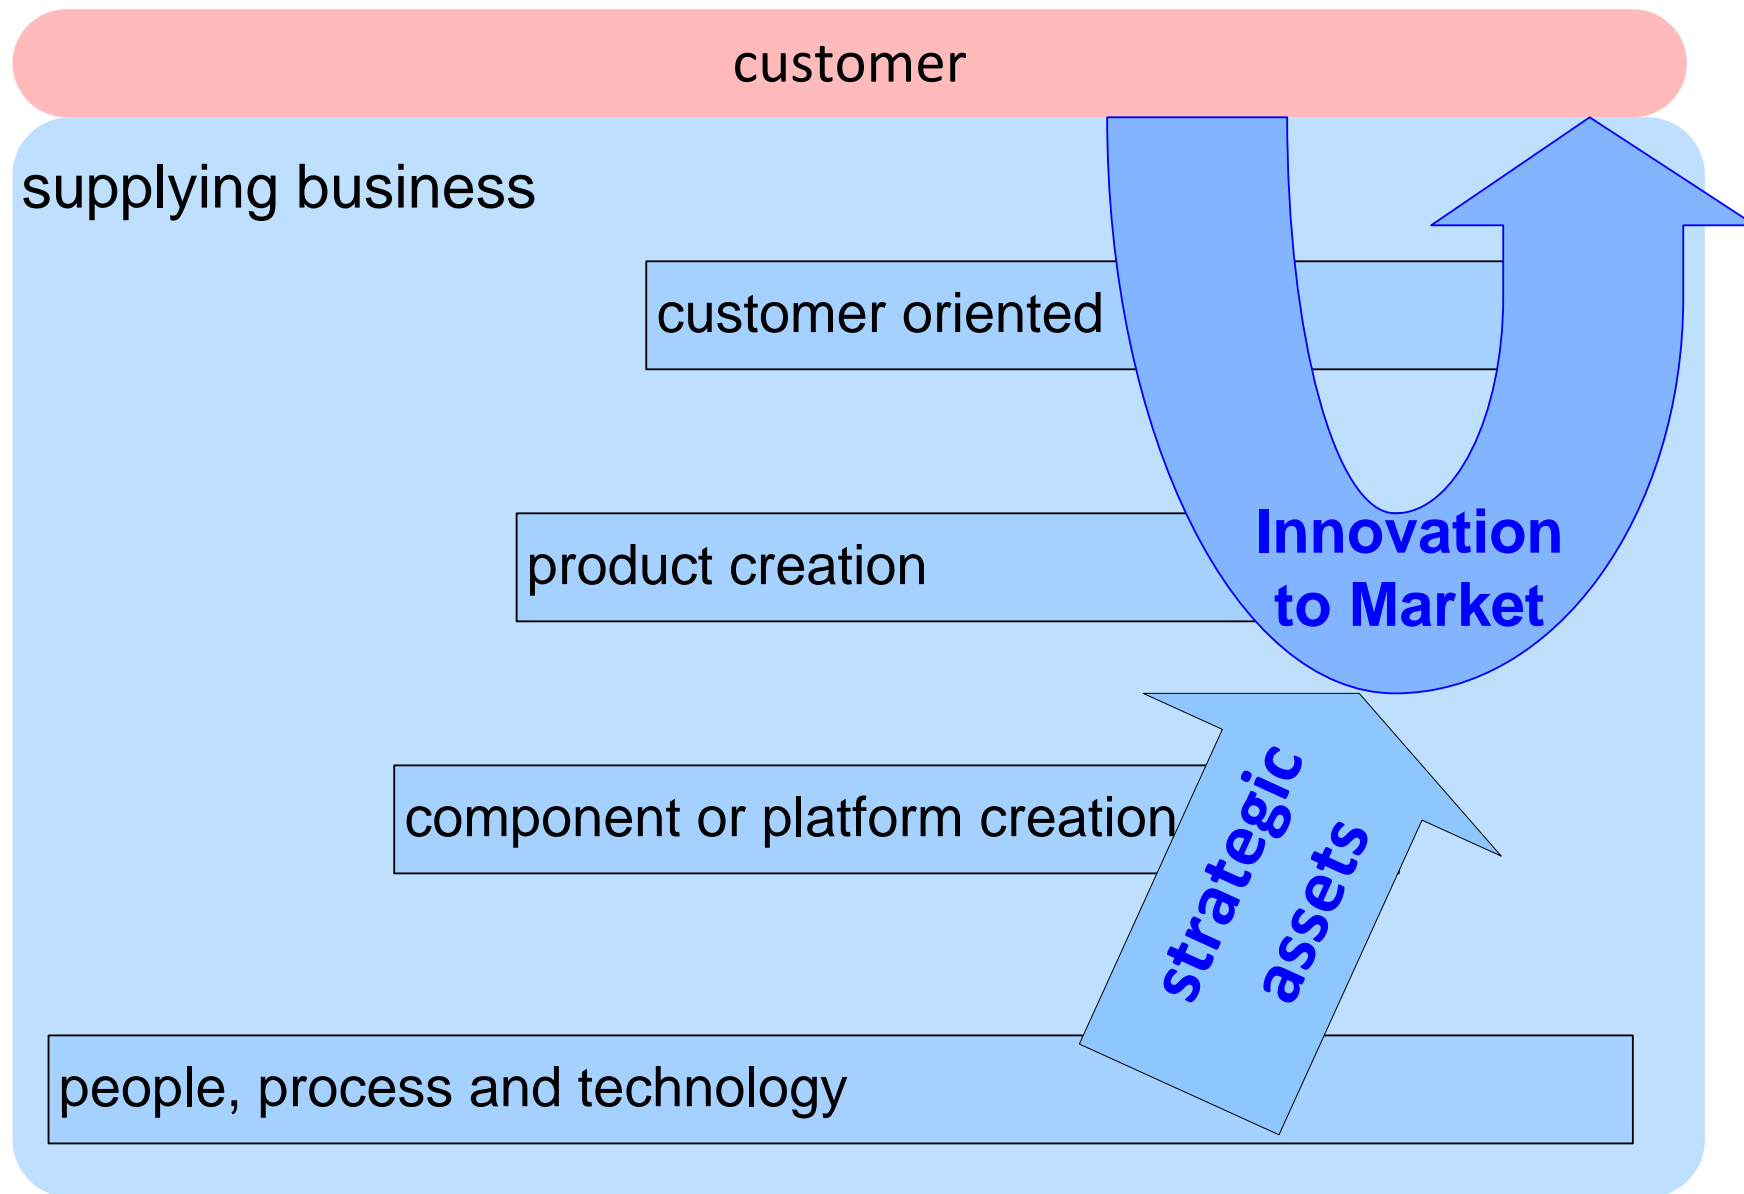 customer
supplying business
customer oriented
product creation
Innovation
to Market
component or platform creation
strategic
assets
people, process and technology